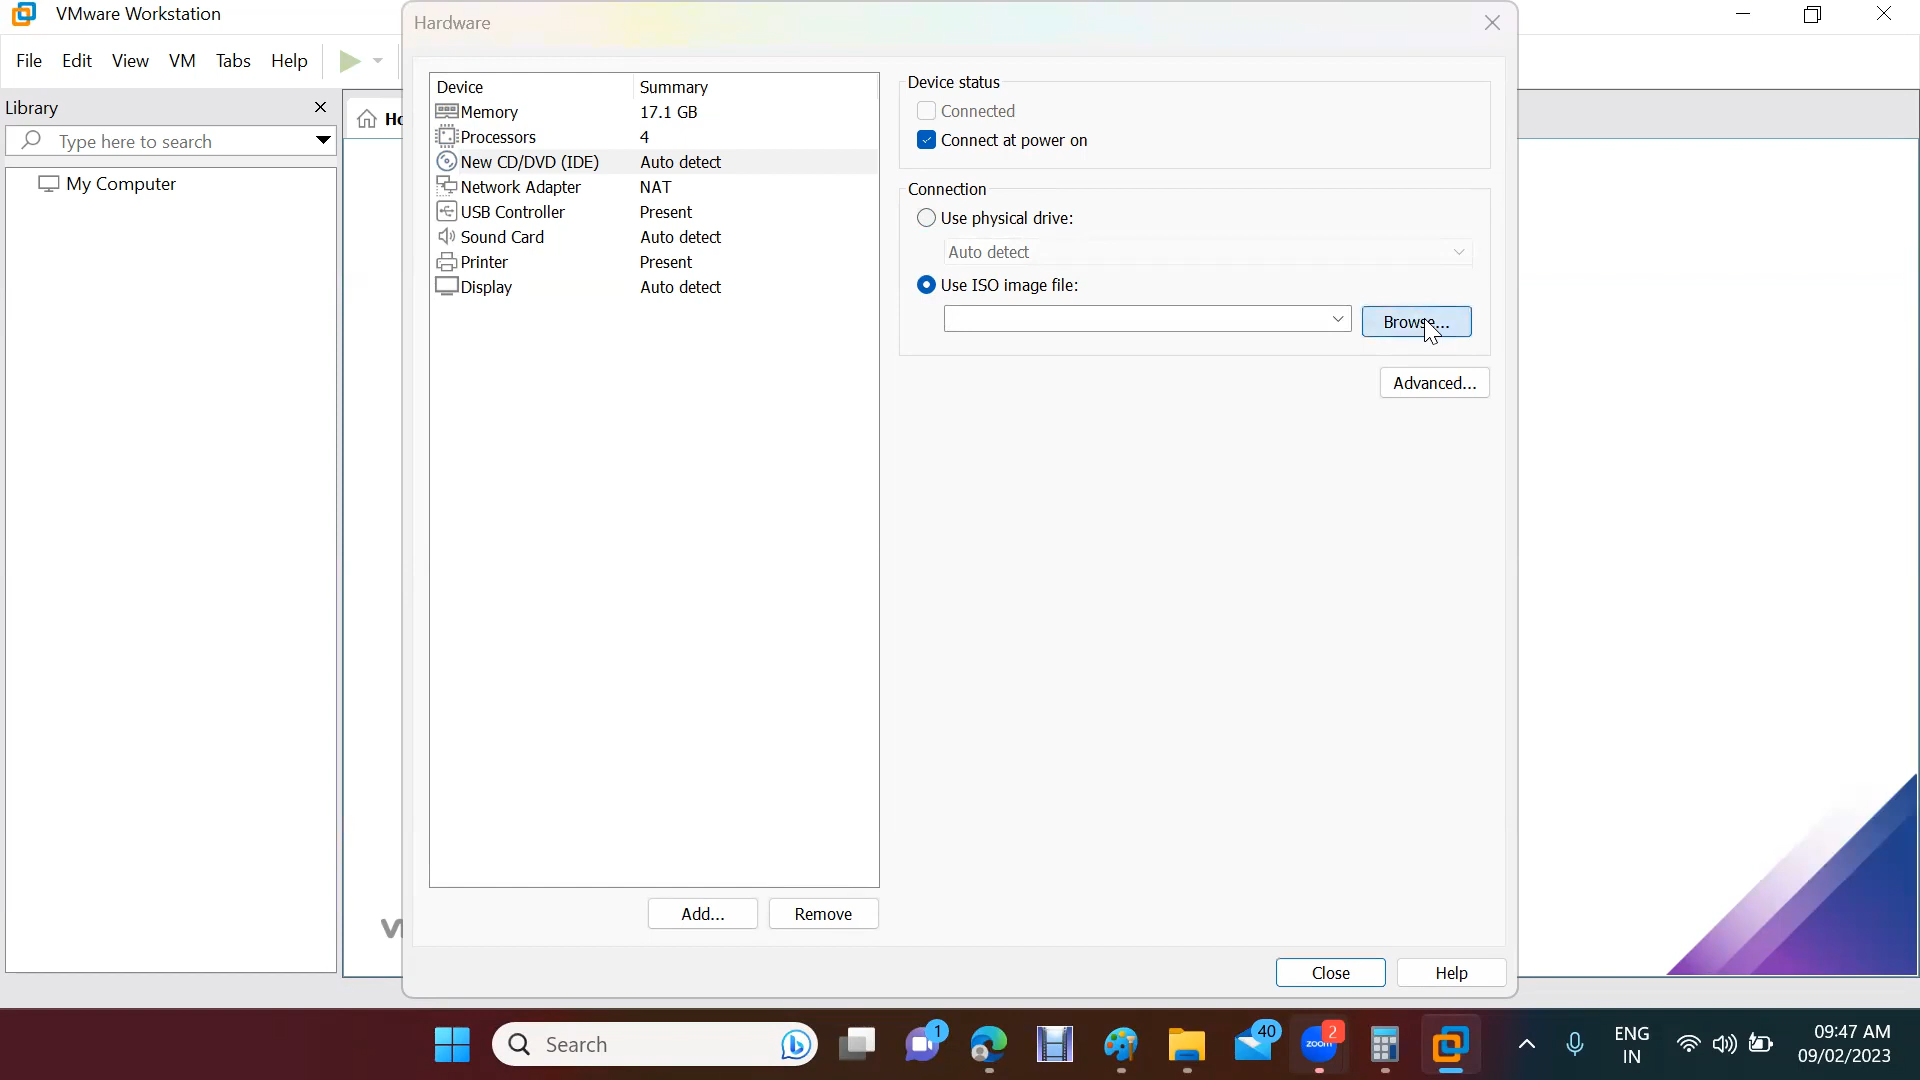 VMware Workstation
File Edit View VM Tabs Help
Library
Type here to search
My Computer
Hardware
Device Summary
Memory 17.1 GB
Processors 4
New CD/DVD (IDE) Auto detect
Network Adapter NAT
USB Controller Present
Sound Card Auto detect
Printer Present
Display Auto detect
Add...
Remove
Device status
Connected
Connect at power on
Connection
Use physical drive:
Auto detect
Use ISO image file:
Browse...
Advanced...
Close
Help
Search
1
40
zoom
2
ENG
IN
09:47 AM
09/02/2023